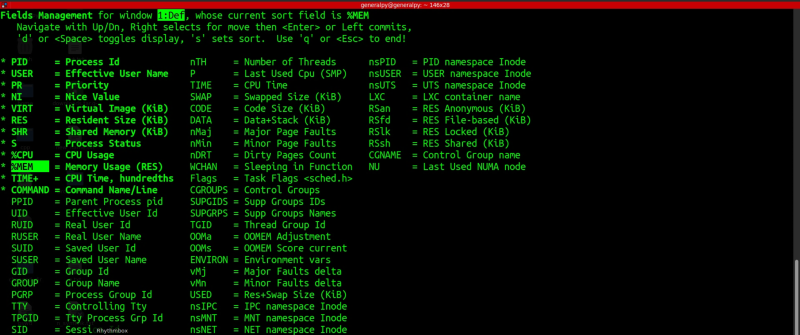 generalpy@generalpy: ~ 146x28
Fields Management for window 1:Def, whose current sort field is %MEM
Navigate with Up/Dn, Right selects for move then <Enter> or Left commits,
'd' or <Space> toggles display, 's' sets sort.  Use 'q' or <Esc> to end!
* PID     = Process Id             nTH     = Number of Threads      nsPID   = PID namespace Inode
* USER    = Effective User Name    P       = Last Used Cpu (SMP)    nsUSER  = USER namespace Inode
* PR      = Priority               TIME    = CPU Time               nsUTS   = UTS namespace Inode
* NI      = Nice Value             SWAP    = Swapped Size (KiB)     LXC     = LXC container name
* VIRT    = Virtual Image (KiB)    CODE    = Code Size (KiB)        RSan    = RES Anonymous (KiB)
* RES     = Resident Size (KiB)    DATA    = Data+Stack (KiB)       RSfd    = RES File-based (KiB)
* SHR     = Shared Memory (KiB)    nMaj    = Major Page Faults      RSlk    = RES Locked (KiB)
* S       = Process Status         nMin    = Minor Page Faults      RSsh    = RES Shared (KiB)
* %CPU    = CPU Usage              nDRT    = Dirty Pages Count      CGNAME  = Control Group name
* %MEM    = Memory Usage (RES)     WCHAN   = Sleeping in Function   NU      = Last Used NUMA node
* TIME+   = CPU Time, hundredths   Flags   = Task Flags <sched.h>
* COMMAND = Command Name/Line      CGROUPS = Control Groups
PPID    = Parent Process pid     SUPGIDS = Supp Groups IDs
UID     = Effective User Id      SUPGRPS = Supp Groups Names
RUID    = Real User Id           TGID    = Thread Group Id
RUSER   = Real User Name         OOMa    = OOMEM Adjustment
SUID    = Saved User Id          OOMs    = OOMEM Score current
SUSER   = Saved User Name        ENVIRON = Environment vars
GID     = Group Id               vMj     = Major Faults delta
GROUP   = Group Name             vMn     = Minor Faults delta
PGRP    = Process Group Id       USED    = Res+Swap Size (KiB)
TTY     = Controlling Tty        nsIPC   = IPC namespace Inode
TPGID   = Tty Process Grp Id     nsMNT   = MNT namespace Inode
SID     = Sessi Rhythmbox        nsNET   = NET namespace Inode